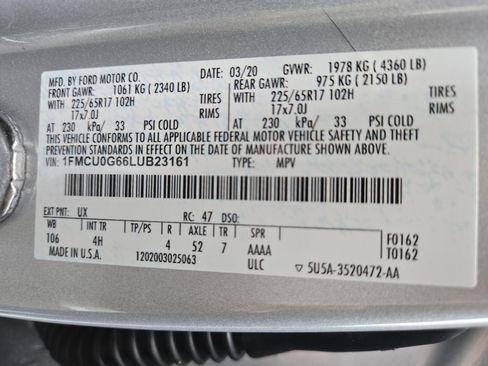 MFD. BY FORD MOTOR CO.
DATE: 03/20 GVWR: 1978 KG ( 4360 LB)
FRONT GAWR: 1061 KG ( 2340 LB) REAR GAWR: 975 KG ( 2150 LB)
WITH 225/65R17 102H TIRES WITH 225/65R17 102H TIRES
17x7.0J RIMS 17x7.0J RIMS
AT 230 kPa/ 33 PSI COLD AT 230 kPa/ 33 PSI COLD
THIS VEHICLE CONFORMS TO ALL APPLICABLE FEDERAL MOTOR VEHICLE SAFETY AND THEFT
PREVENTION STANDARDS IN EFFECT ON THE DATE OF MANUFACTURE SHOWN ABOVE.
VIN: 1FMCU0G66LUB23161 TYPE: MPV
EXT PNT: UX RC: 47 DSO:
WB INT TR TP/PS R AXLE TR SPR
106 4H 4 52 7 AAAA F0162
MADE IN U.S.A. 1202003025063 ULC T0162
▽ 5U5A-3520472-AA